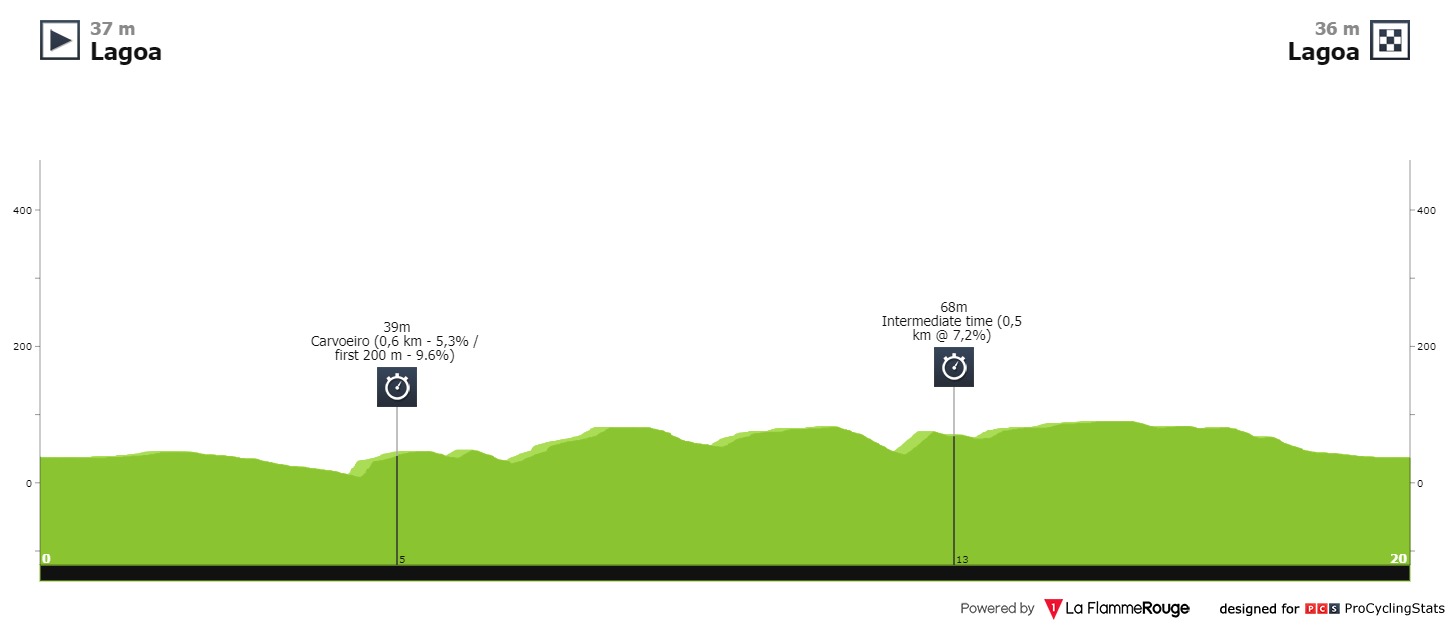 37 m
Lagoa
36 m
Lagoa
400
400
39m
Carvoeiro (0,6 km - 5,3% /
first 200 m - 9.6%)
68m
Intermediate time (0,5
km @ 7,2%)
200
200
0
0
0
5
13
20
Powered by 1 La FlammeRouge designed for PCS ProCyclingStats